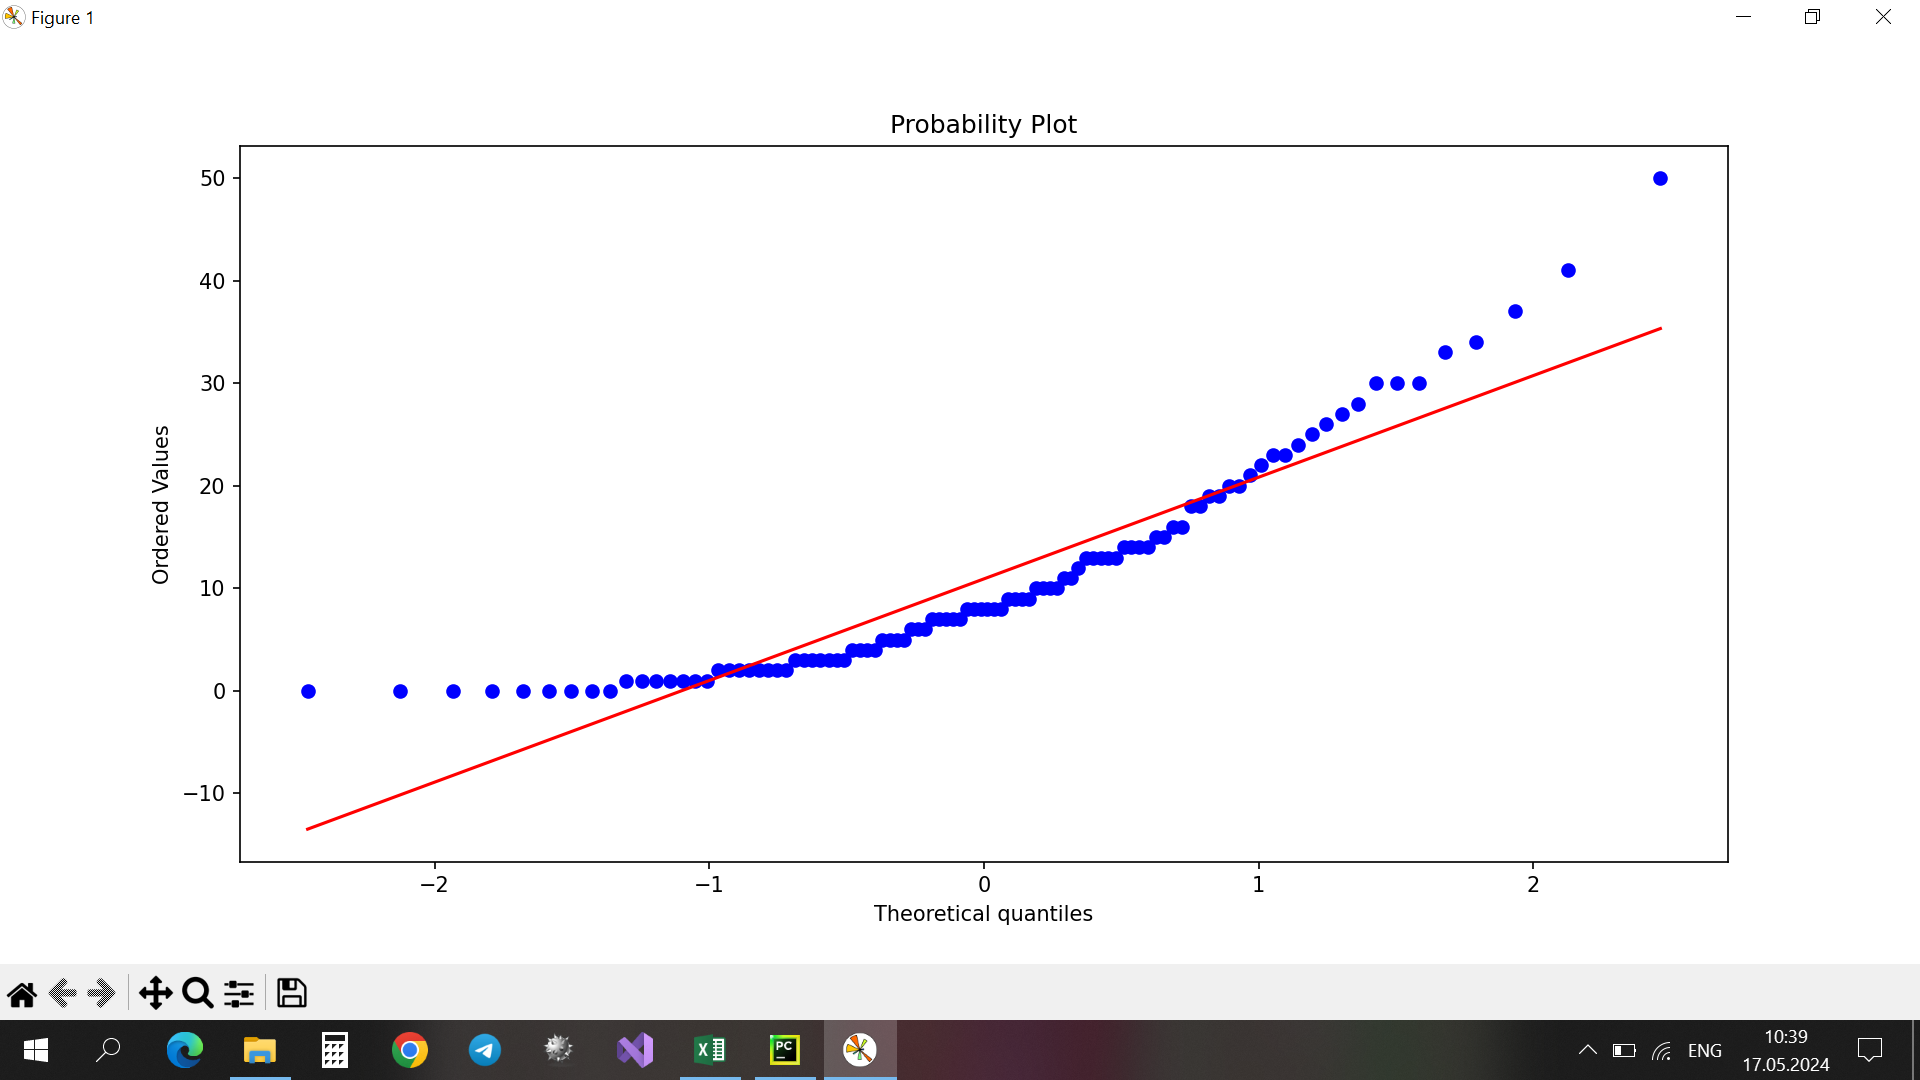 Figure 1
Probability Plot
50
40
30
20
10
0
−10
Ordered Values
−2 −1 0 1 2
Theoretical quantiles
PC
10:39
ENG
17.05.2024